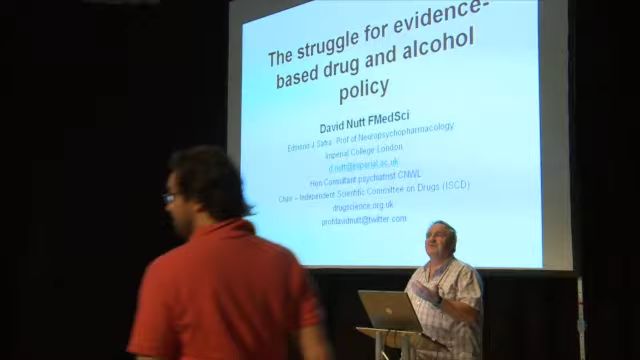 The struggle for evidence-
based drug and alcohol
policy
David Nutt FMedSci
Edmond J Safra Prof of Neuropsychopharmacology
Imperial College London
d.nutt@imperial.ac.uk
Hon Consultant psychiatrist CNWL
Chair – Independent Scientific Committee on Drugs (ISCD)
drugscience.org.uk
profdavidnutt@twitter.com